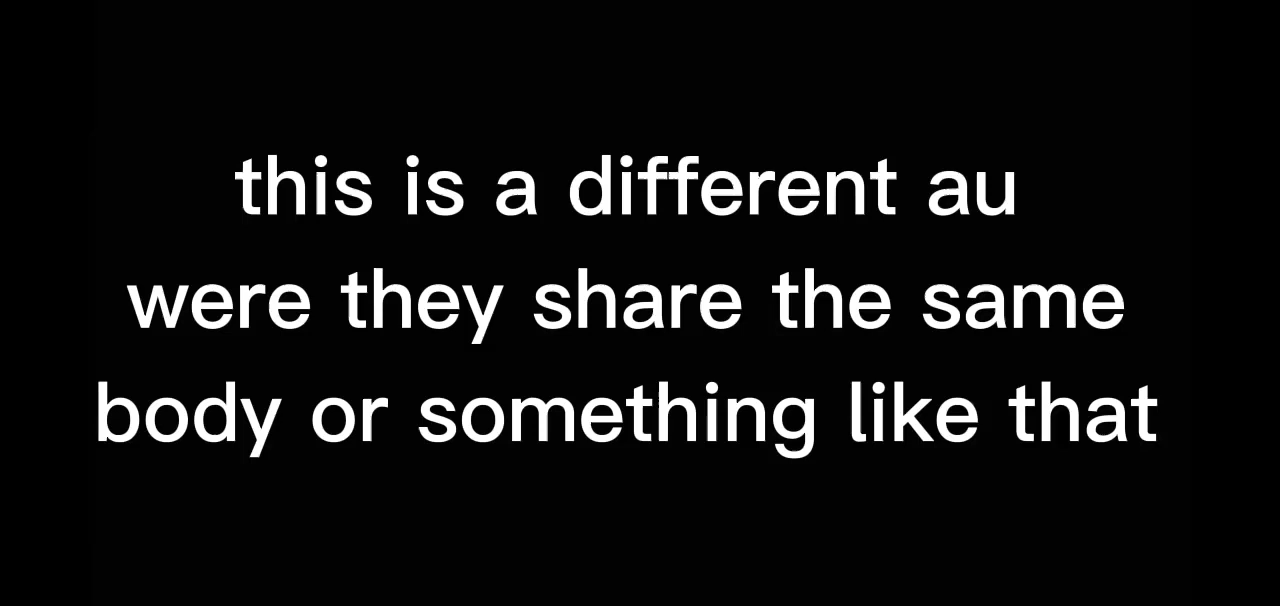 this is a different au
were they share the same
body or something like that